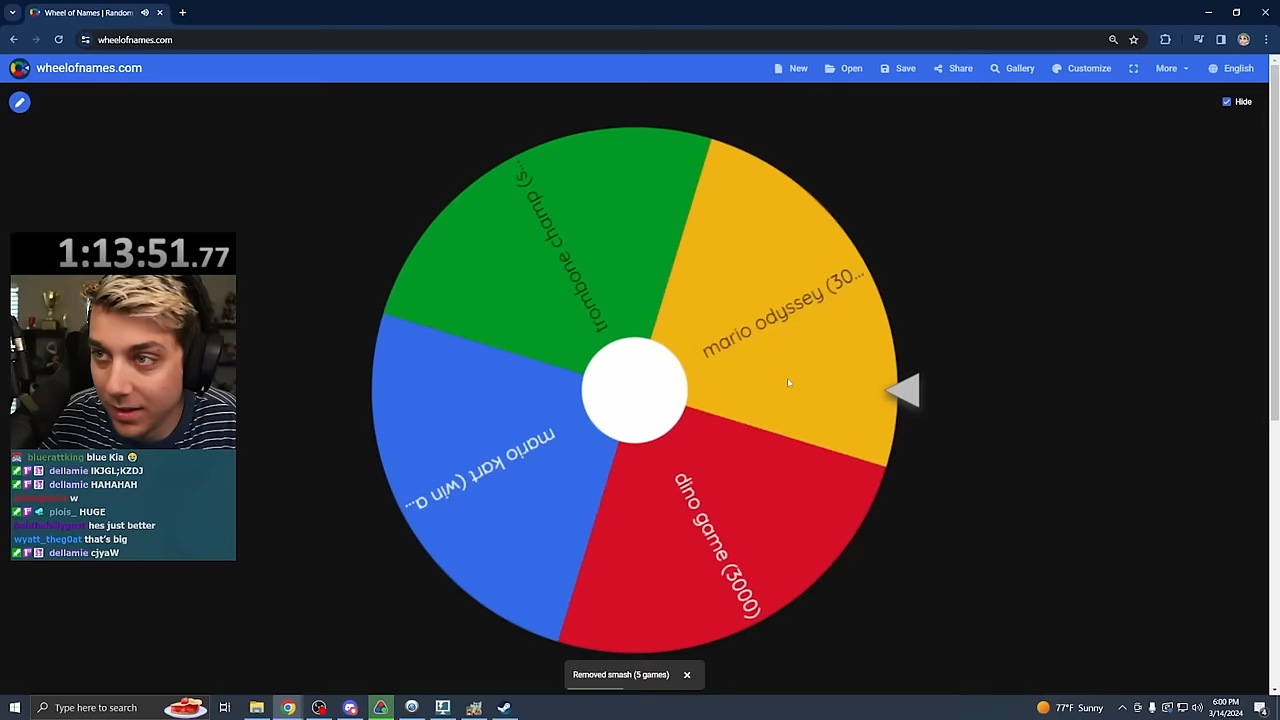 Wheel of Names | Random
wheelofnames.com
wheelofnames.com
New
Open
Save
Share
Gallery
Customize
More
English
Hide
trombone champ (s...
mario odyssey (30...
mario kart (win a...
dino game (3000)
1:13:51.77
bluerattking blue Kia
dellamie IKJGL;KZDJ
dellamie HAHAHAH
w
plois_ HUGE
hes just better
wyatt_theg0at that's big
dellamie cjyaW
Removed smash (5 games)
Type here to search
77°F Sunny
6:00 PM
3/14/2024